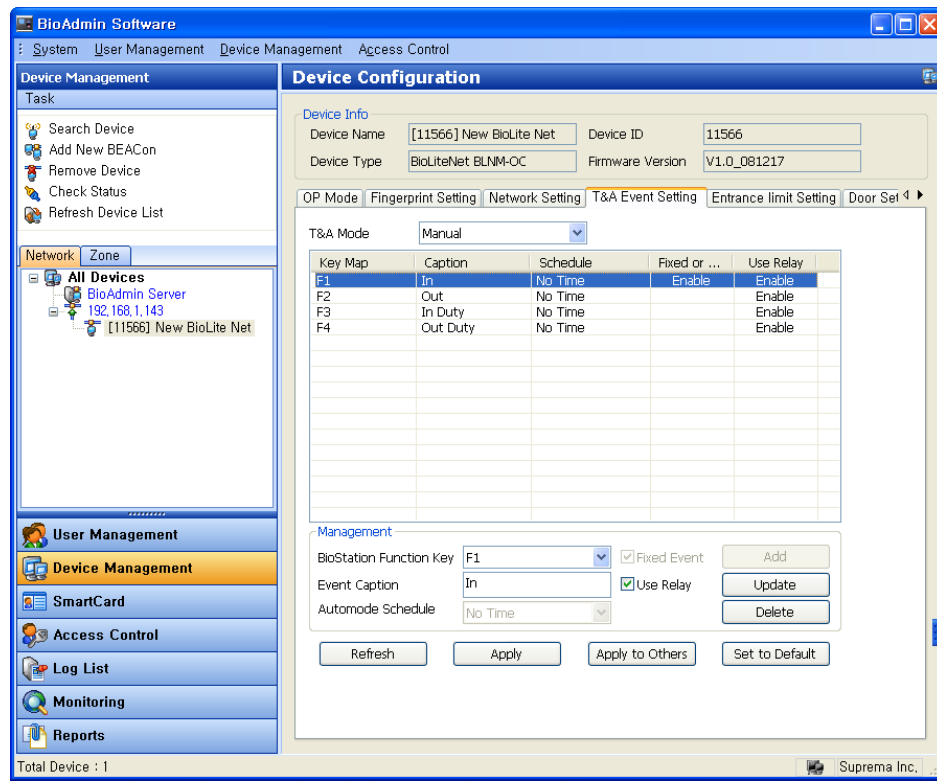 BioAdmin Software
System User Management Device Management Access Control
Device Management
Task
Search Device
Add New BEACon
Remove Device
Check Status
Refresh Device List
Network Zone
All Devices
BioAdmin Server
192,168,1,143
[11566] New BioLite Net
User Management
Device Management
SmartCard
Access Control
Log List
Monitoring
Reports
Device Configuration
Device Info
Device Name [11566] New BioLite Net Device ID 11566
Device Type BioLiteNet BLNM-OC Firmware Version V1.0_081217
OP Mode Fingerprint Setting Network Setting T&A Event Setting Entrance limit Setting Door Set
T&A Mode Manual
Key Map Caption Schedule Fixed or ... Use Relay
F1 In No Time Enable Enable
F2 Out No Time Enable
F3 In Duty No Time Enable
F4 Out Duty No Time Enable
Management
BioStation Function Key F1 Fixed Event Add
Event Caption In Use Relay Update
Automode Schedule No Time Delete
Refresh Apply Apply to Others Set to Default
Total Device : 1 Suprema Inc,